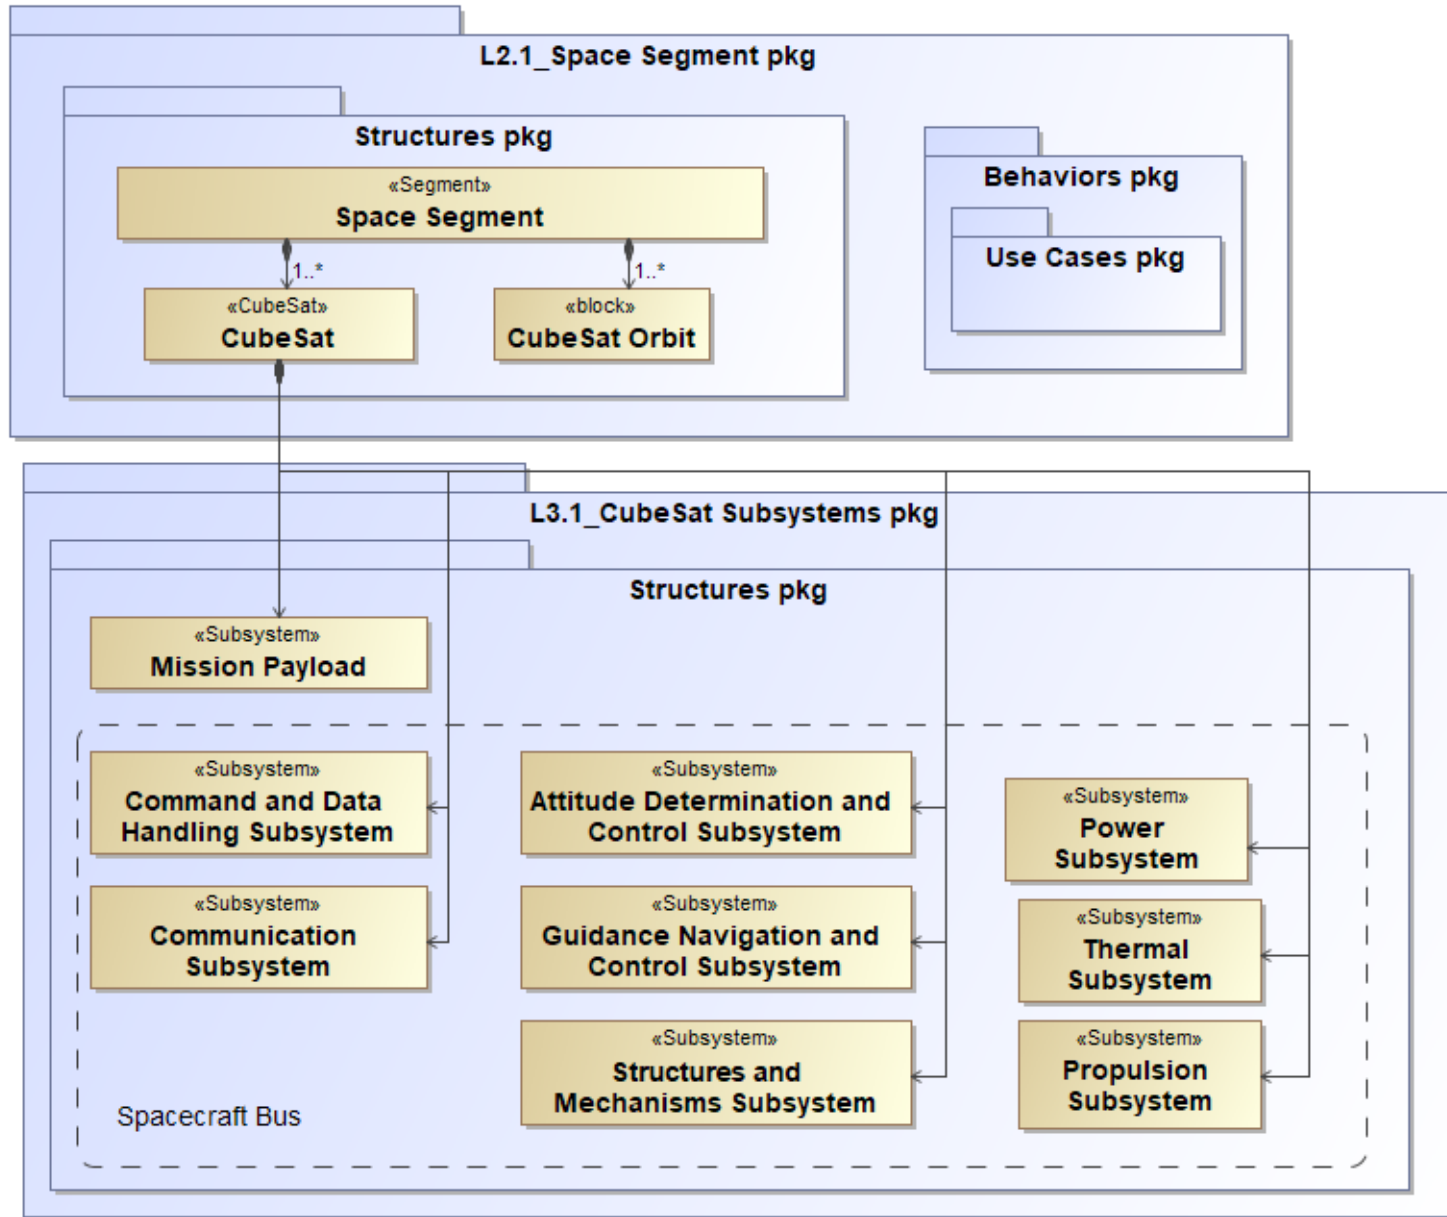 L2.1_Space Segment pkg
Structures pkg
«Segment»
Space Segment
1..*
1..*
«CubeSat»
CubeSat
«block»
CubeSat Orbit
Behaviors pkg
Use Cases pkg
L3.1_CubeSat Subsystems pkg
Structures pkg
«Subsystem»
Mission Payload
«Subsystem»
Command and Data
Handling Subsystem
«Subsystem»
Communication
Subsystem
«Subsystem»
Attitude Determination and
Control Subsystem
«Subsystem»
Guidance Navigation and
Control Subsystem
«Subsystem»
Structures and
Mechanisms Subsystem
«Subsystem»
Power
Subsystem
«Subsystem»
Thermal
Subsystem
«Subsystem»
Propulsion
Subsystem
Spacecraft Bus